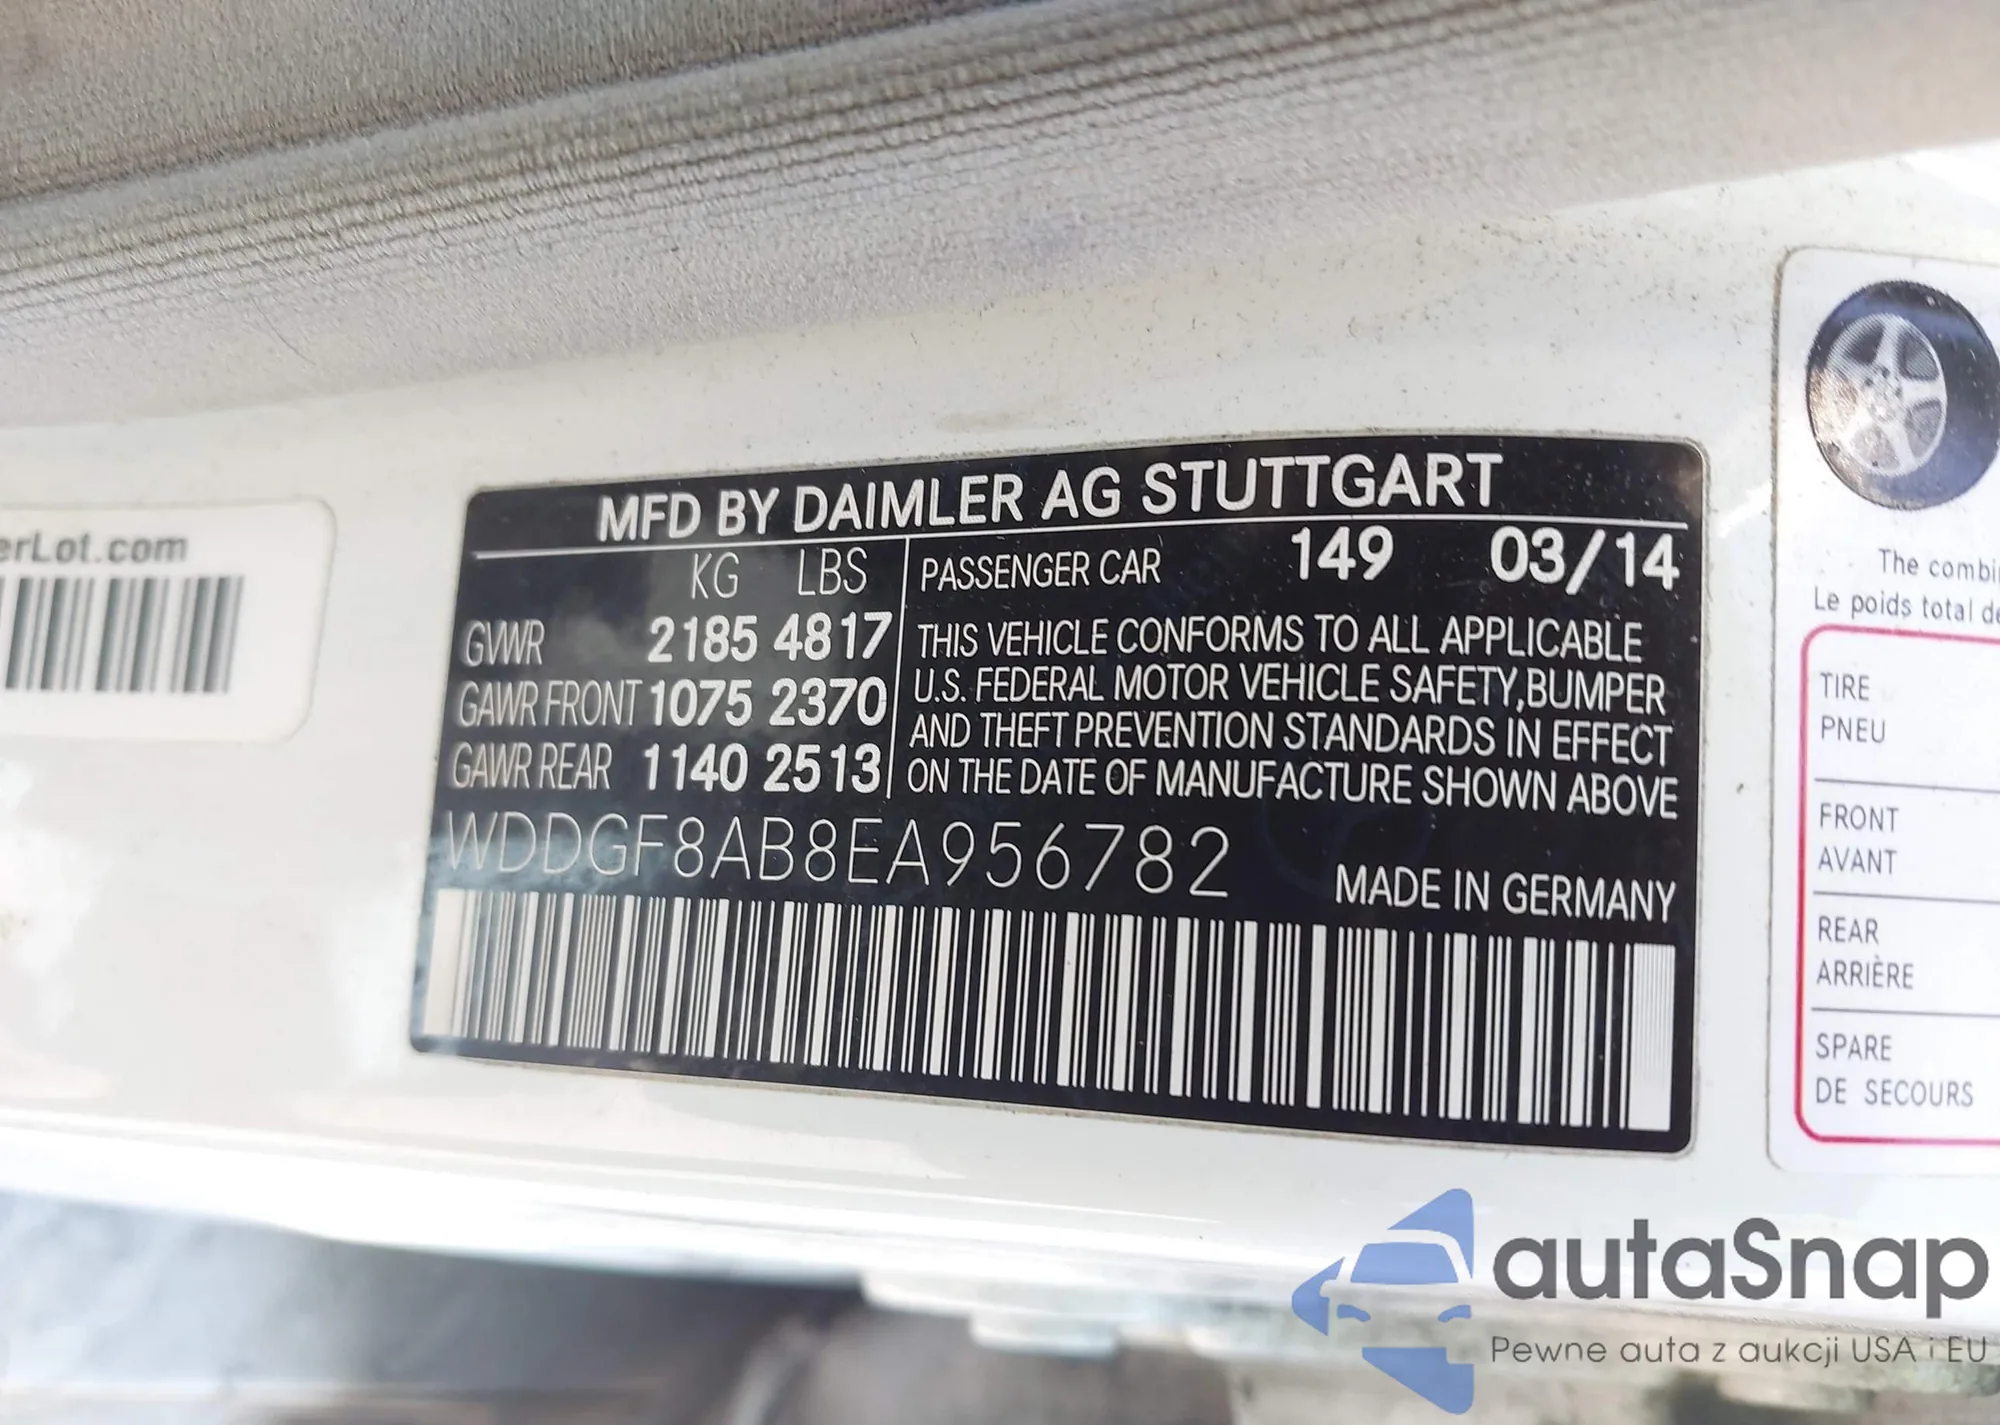 erLot.com
MFD BY DAIMLER AG STUTTGART
KG LBS
GVWR 2185 4817
GAWR FRONT 1075 2370
GAWR REAR 1140 2513
PASSENGER CAR 149 03/14
THIS VEHICLE CONFORMS TO ALL APPLICABLE
U.S. FEDERAL MOTOR VEHICLE SAFETY,BUMPER
AND THEFT PREVENTION STANDARDS IN EFFECT
ON THE DATE OF MANUFACTURE SHOWN ABOVE
WDDGF8AB8EA956782
MADE IN GERMANY
The combi
Le poids total de
TIRE
PNEU
FRONT
AVANT
REAR
ARRIÈRE
SPARE
DE SECOURS
autaSnap
Pewne auta z aukcji USA i EU